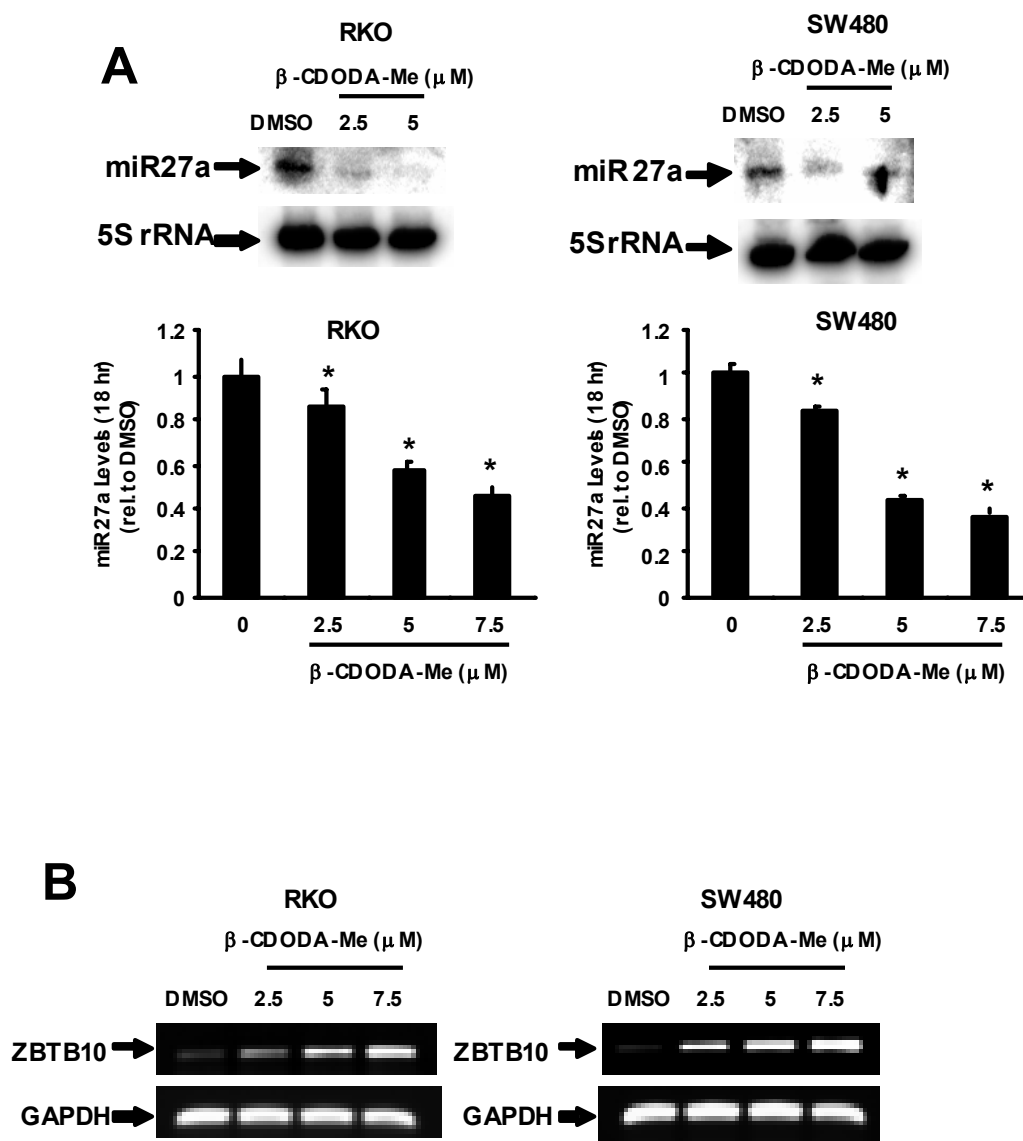 A
RKO
β-CDODA-Me (μM)
DMSO 2.5 5
miR27a
5S rRNA
SW480
β-CDODA-Me (μM)
DMSO 2.5 5
miR27a
5S rRNA
RKO
miR27a Levels (18 hr)
(rel. to DMSO)
1.2
1
0.8
0.6
0.4
0.2
0
* * *
0 2.5 5 7.5
β-CDODA-Me (μM)
SW480
miR27a Levels (18 hr)
(rel. to DMSO)
1.2
1
0.8
0.6
0.4
0.2
0
* * *
0 2.5 5 7.5
β-CDODA-Me (μM)
B
RKO
β-CDODA-Me (μM)
DMSO 2.5 5 7.5
ZBTB10
GAPDH
SW480
β-CDODA-Me (μM)
DMSO 2.5 5 7.5
ZBTB10
GAPDH